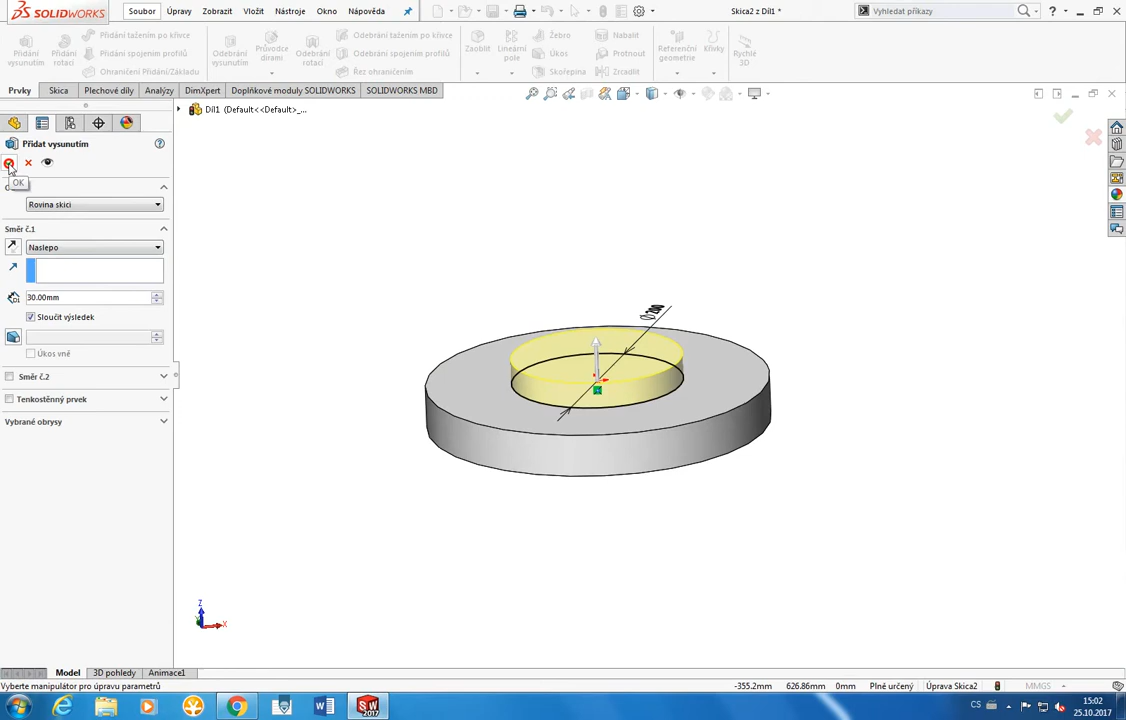 SOLIDWORKS
Soubor Úpravy Zobrazit Vložit Nástroje Okno Nápověda
Skica2 z Díl1 *
Vyhledat příkazy
Přidání vysunutím
Přidání rotací
Přidání tažením po křivce
Přidání spojením profilů
Ohraničení Přidání/Základu
Odebrání vysunutím
Průvodce dírami
Odebrání rotací
Odebrání tažením po křivce
Odebrání spojením profilů
Řez ohraničením
Zaoblit
Lineární pole
Žebro
Úkos
Skořepina
Nabalit
Protnout
Zrcadlit
Referenční geometrie
Křivky
Rychlé 3D
Prvky Skica Plechové díly Analýzy DimXpert Doplňkové moduly SOLIDWORKS SOLIDWORKS MBD
Díl1 (Default<<Default>_...
Přidat vysunutím
OK
Rovina skici
Směr č.1
Naslepo
30.00mm
Sloučit výsledek
Úkos vně
Směr č.2
Tenkostěnný prvek
Vybrané obrysy
Ø200
Z
X
Model 3D pohledy Animace1
Vyberte manipulátor pro úpravu parametrů
-355.2mm 626.86mm 0mm Plně určený Úprava Skica2 MMGS
CS
15:02
25.10.2017
SW
2017